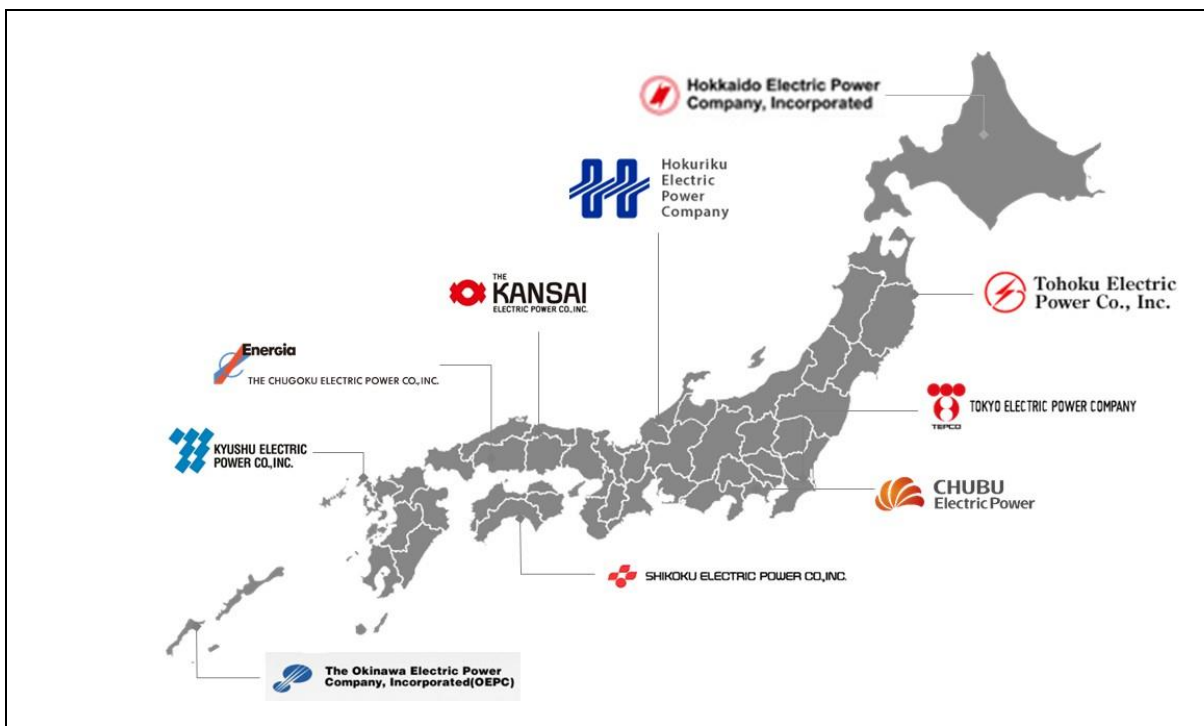 Hokkaido Electric Power
Company, Incorporated
Hokuriku
Electric
Power
Company
THE
KANSAI
ELECTRIC POWER CO.,INC.
Tohoku Electric
Power Co., Inc.
Energia
THE CHUGOKU ELECTRIC POWER CO.,INC.
TEPCO
TOKYO ELECTRIC POWER COMPANY
KYUSHU ELECTRIC
POWER CO.,INC.
CHUBU
Electric Power
SHIKOKU ELECTRIC POWER CO.,INC.
The Okinawa Electric Power
Company, Incorporated(OEPC)